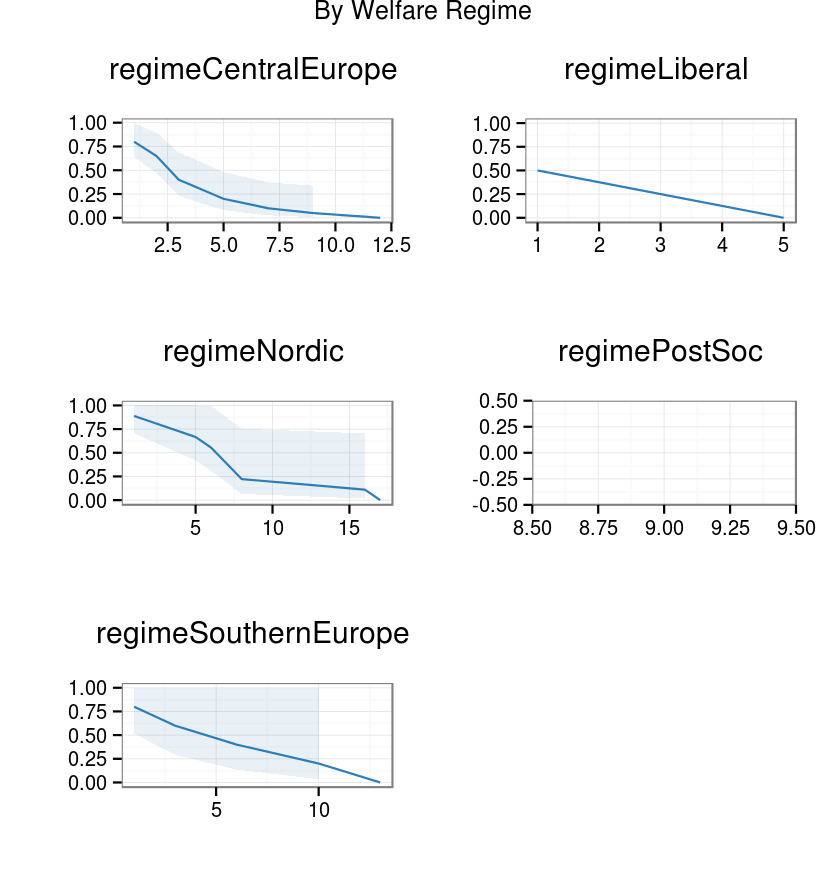 By Welfare Regime
regimeCentralEurope
1.00
0.75
0.50
0.25
0.00
2.5 5.0 7.5 10.0 12.5
regimeLiberal
1.00
0.75
0.50
0.25
0.00
1 2 3 4 5
regimeNordic
1.00
0.75
0.50
0.25
0.00
5 10 15
regimePostSoc
0.50
0.25
0.00
-0.25
-0.50
8.50 8.75 9.00 9.25 9.50
regimeSouthernEurope
1.00
0.75
0.50
0.25
0.00
5 10